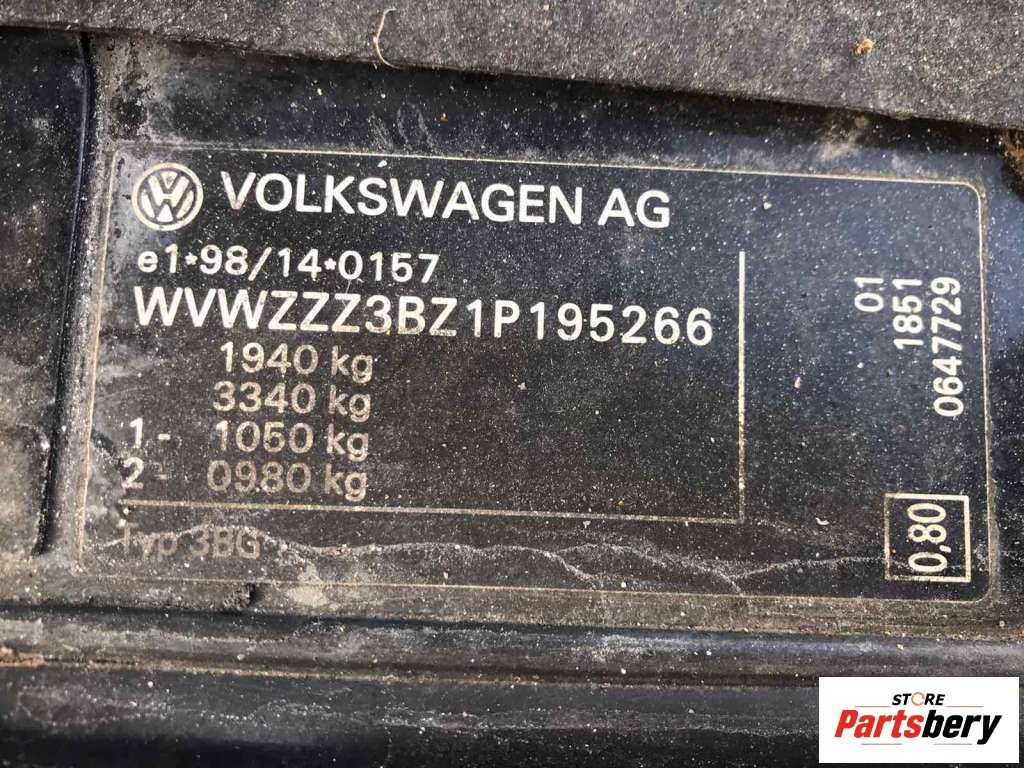 VOLKSWAGEN AG
e1*98/14*0157
WVWZZZ3BZ1P195266
1940 kg
3340 kg
1 - 1050 kg
2 - 0980 kg
Typ 3BG
01
1851
0647729
0,80
STORE
Partsbery